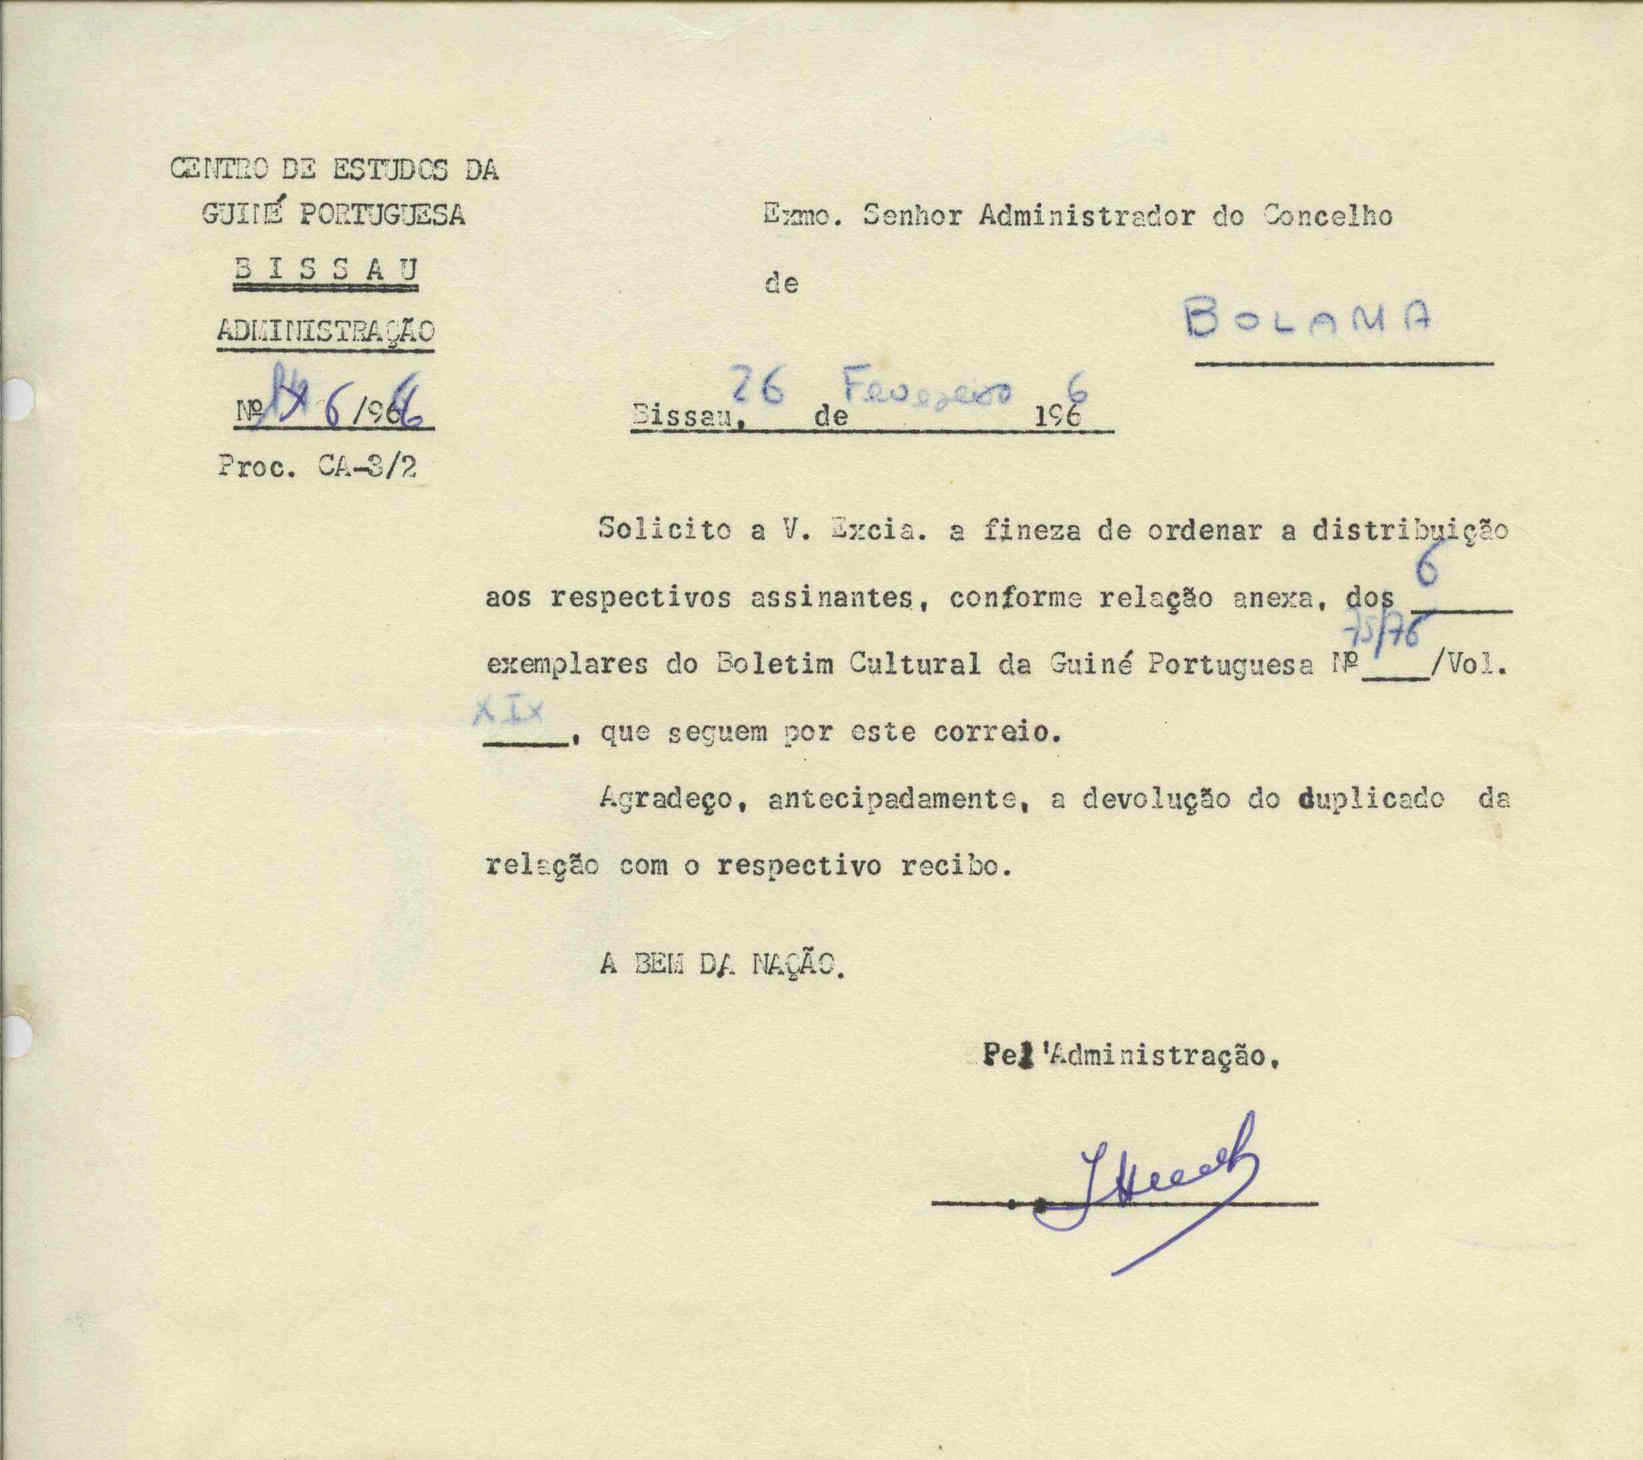 CENTRO DE ESTUDOS DA
GUINÉ PORTUGUESA
B I S S A U
ADMINISTRAÇÃO
Nº 6/966
Proc. CA-3/2
Exmo. Senhor Administrador do Concelho
de
BOLAMA
Bissau, 26 de Fevereiro 1966
Solicito a V. Excia. a fineza de ordenar a distribuição
aos respectivos assinantes, conforme relação anexa, dos 6
exemplares do Boletim Cultural da Guiné Portuguesa Nº 75/76/Vol.
XIX, que seguem por este correio.
Agradeço, antecipadamente, a devolução do duplicado da
relação com o respectivo recibo.
A BEM DA NAÇÃO.
Pel'Administração,